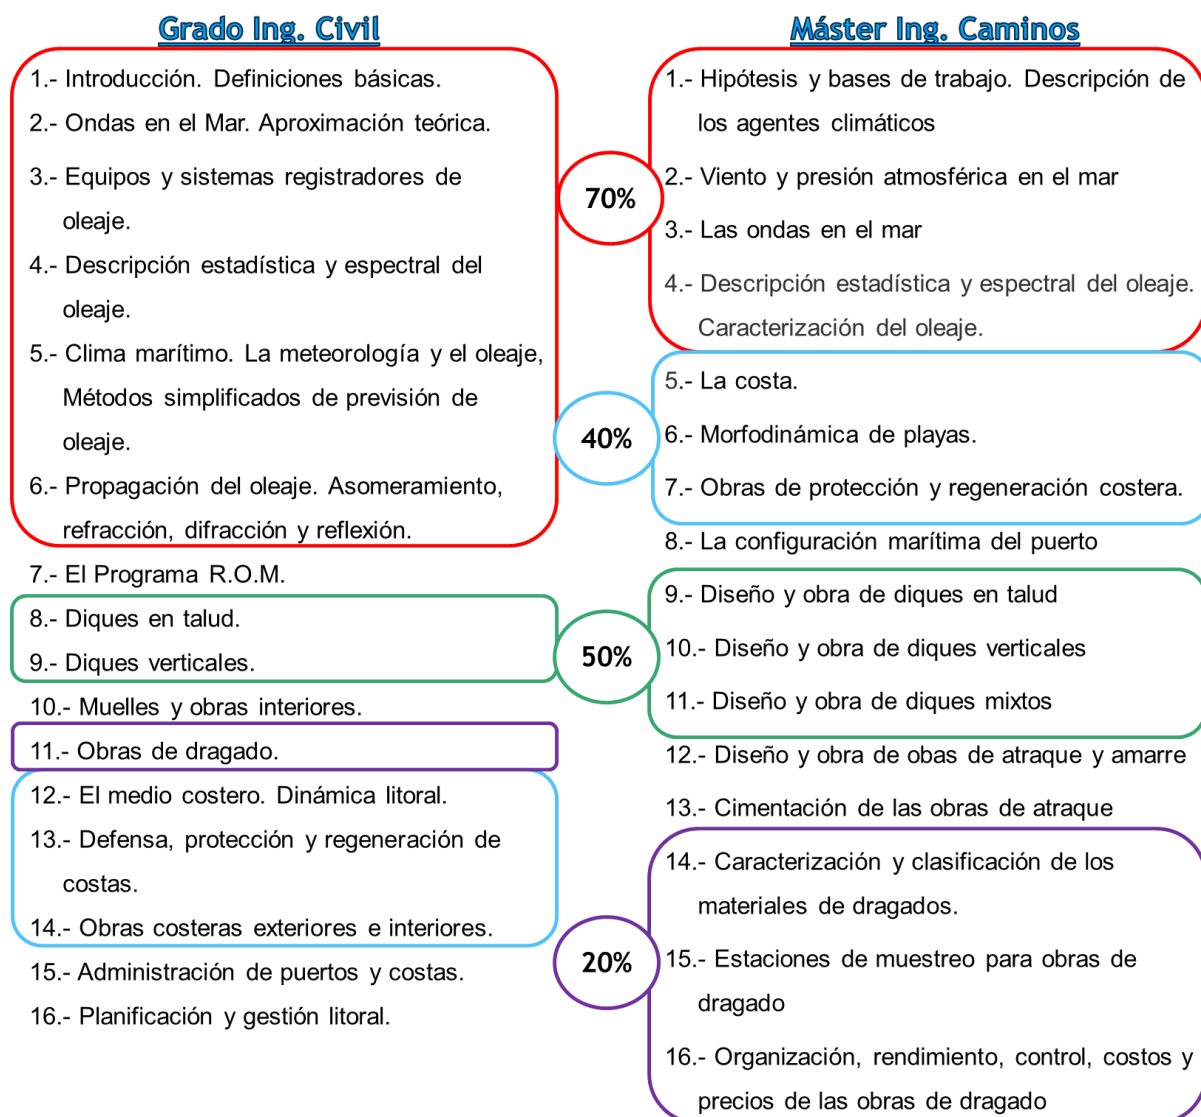 Grado Ing. Civil
1.- Introducción. Definiciones básicas.
2.- Ondas en el Mar. Aproximación teórica.
3.- Equipos y sistemas registradores de
oleaje.
4.- Descripción estadística y espectral del
oleaje.
5.- Clima marítimo. La meteorología y el oleaje,
Métodos simplificados de previsión de
oleaje.
6.- Propagación del oleaje. Asomeramiento,
refracción, difracción y reflexión.
7.- El Programa R.O.M.
8.- Diques en talud.
9.- Diques verticales.
10.- Muelles y obras interiores.
11.- Obras de dragado.
12.- El medio costero. Dinámica litoral.
13.- Defensa, protección y regeneración de
costas.
14.- Obras costeras exteriores e interiores.
15.- Administración de puertos y costas.
16.- Planificación y gestión litoral.
70%
40%
50%
20%
Máster Ing. Caminos
1.- Hipótesis y bases de trabajo. Descripción de
los agentes climáticos
2.- Viento y presión atmosférica en el mar
3.- Las ondas en el mar
4.- Descripción estadística y espectral del oleaje.
Caracterización del oleaje.
5.- La costa.
6.- Morfodinámica de playas.
7.- Obras de protección y regeneración costera.
8.- La configuración marítima del puerto
9.- Diseño y obra de diques en talud
10.- Diseño y obra de diques verticales
11.- Diseño y obra de diques mixtos
12.- Diseño y obra de obas de atraque y amarre
13.- Cimentación de las obras de atraque
14.- Caracterización y clasificación de los
materiales de dragados.
15.- Estaciones de muestreo para obras de
dragado
16.- Organización, rendimiento, control, costos y
precios de las obras de dragado